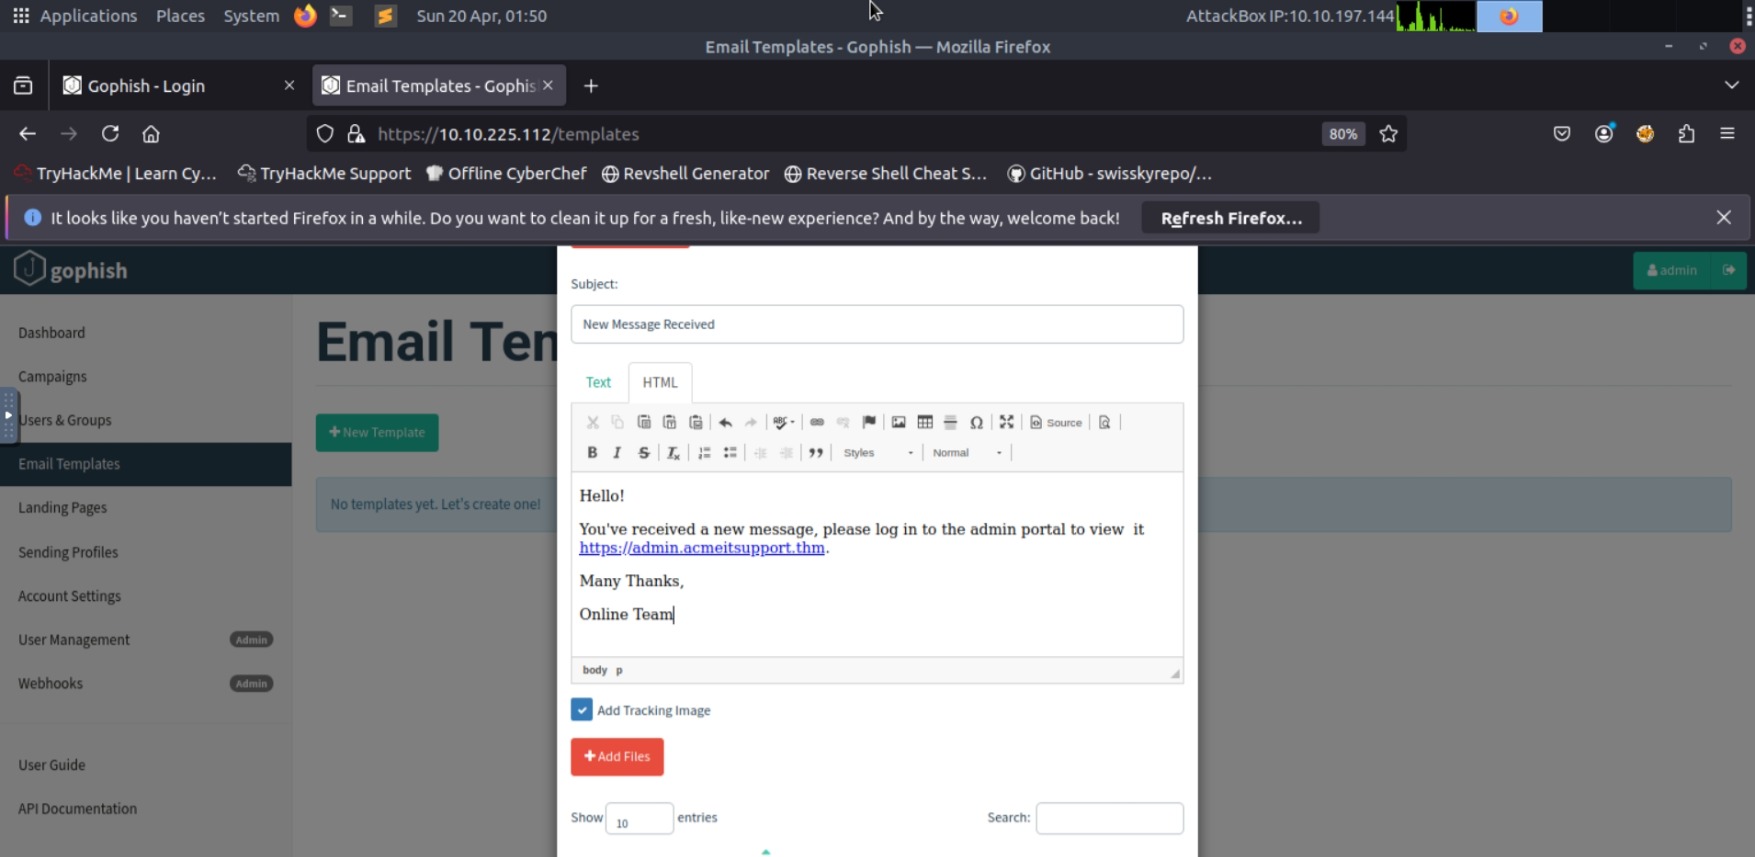 Applications Places System Sun 20 Apr, 01:50 AttackBox IP:10.10.197.144
Email Templates - Gophish — Mozilla Firefox
Gophish - Login Email Templates - Gophis
https://10.10.225.112/templates 80%
TryHackMe | Learn Cy... TryHackMe Support Offline CyberChef Revshell Generator Reverse Shell Cheat S... GitHub - swisskyrepo/...
It looks like you haven't started Firefox in a while. Do you want to clean it up for a fresh, like-new experience? And by the way, welcome back! Refresh Firefox...
gophish admin
Dashboard
Campaigns
Users & Groups
Email Templates
Landing Pages
Sending Profiles
Account Settings
User Management Admin
Webhooks Admin
User Guide
API Documentation
Email Tem
+ New Template
No templates yet. Let's create one!
Subject:
New Message Received
Text HTML
ABC Ω Source
B I S Tx Styles Normal
Hello!
You've received a new message, please log in to the admin portal to view  it
https://admin.acmeitsupport.thm.
Many Thanks,
Online Team
body p
Add Tracking Image
+ Add Files
Show 10 entries Search: